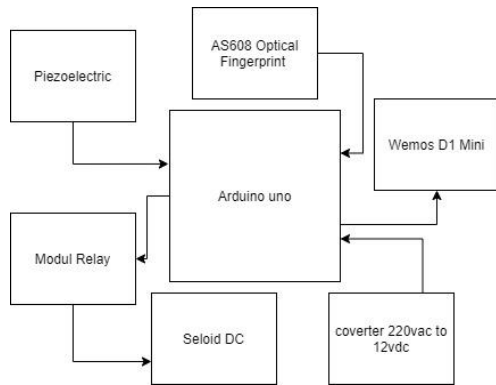 AS608 Optical
Fingerprint
Piezoelectric
Wemos D1 Mini
Arduino uno
Modul Relay
Seloid DC
coverter 220vac to
12vdc